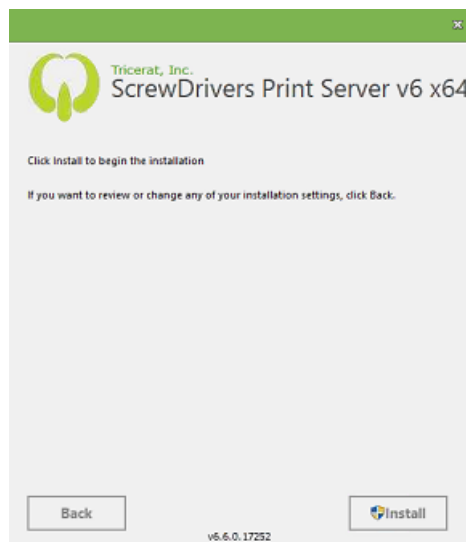 Tricerat, Inc.
ScrewDrivers Print Server v6 x64
Click Install to begin the installation
If you want to review or change any of your installation settings, click Back.
Back
Install
v6.6.0.17252